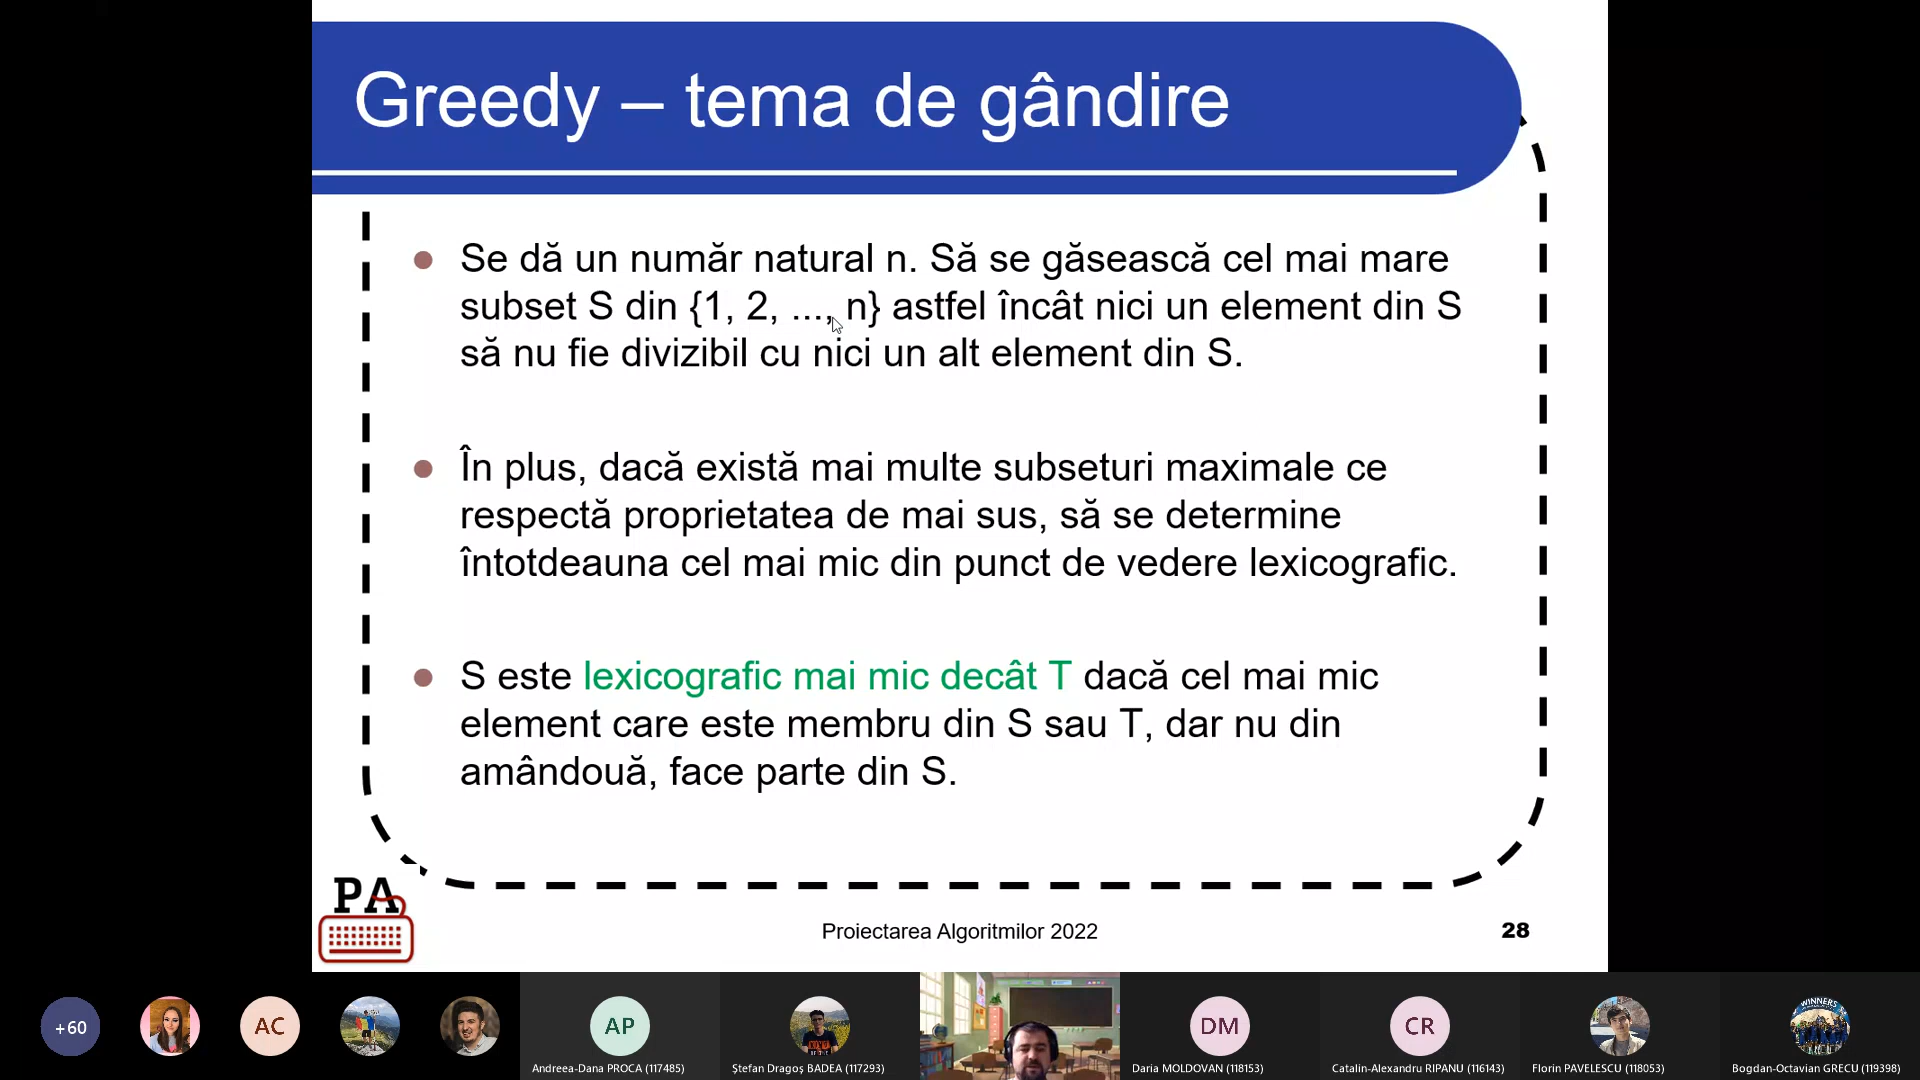 Greedy – tema de gândire
Se dă un număr natural n. Să se găsească cel mai mare
subset S din {1, 2, ..., n} astfel încât nici un element din S
să nu fie divizibil cu nici un alt element din S.
În plus, dacă există mai multe subseturi maximale ce
respectă proprietatea de mai sus, să se determine
întotdeauna cel mai mic din punct de vedere lexicografic.
S este lexicografic mai mic decât T dacă cel mai mic
element care este membru din S sau T, dar nu din
amândouă, face parte din S.
PA
Proiectarea Algoritmilor 2022
28
+60
AC
AP
Andreea-Dana PROCA (117485)
Ștefan Dragoș BADEA (117293)
DM
Daria MOLDOVAN (118153)
CR
Catalin-Alexandru RIPANU (116143)
Florin PAVELESCU (118053)
WINNERS
Bogdan-Octavian GRECU (119398)